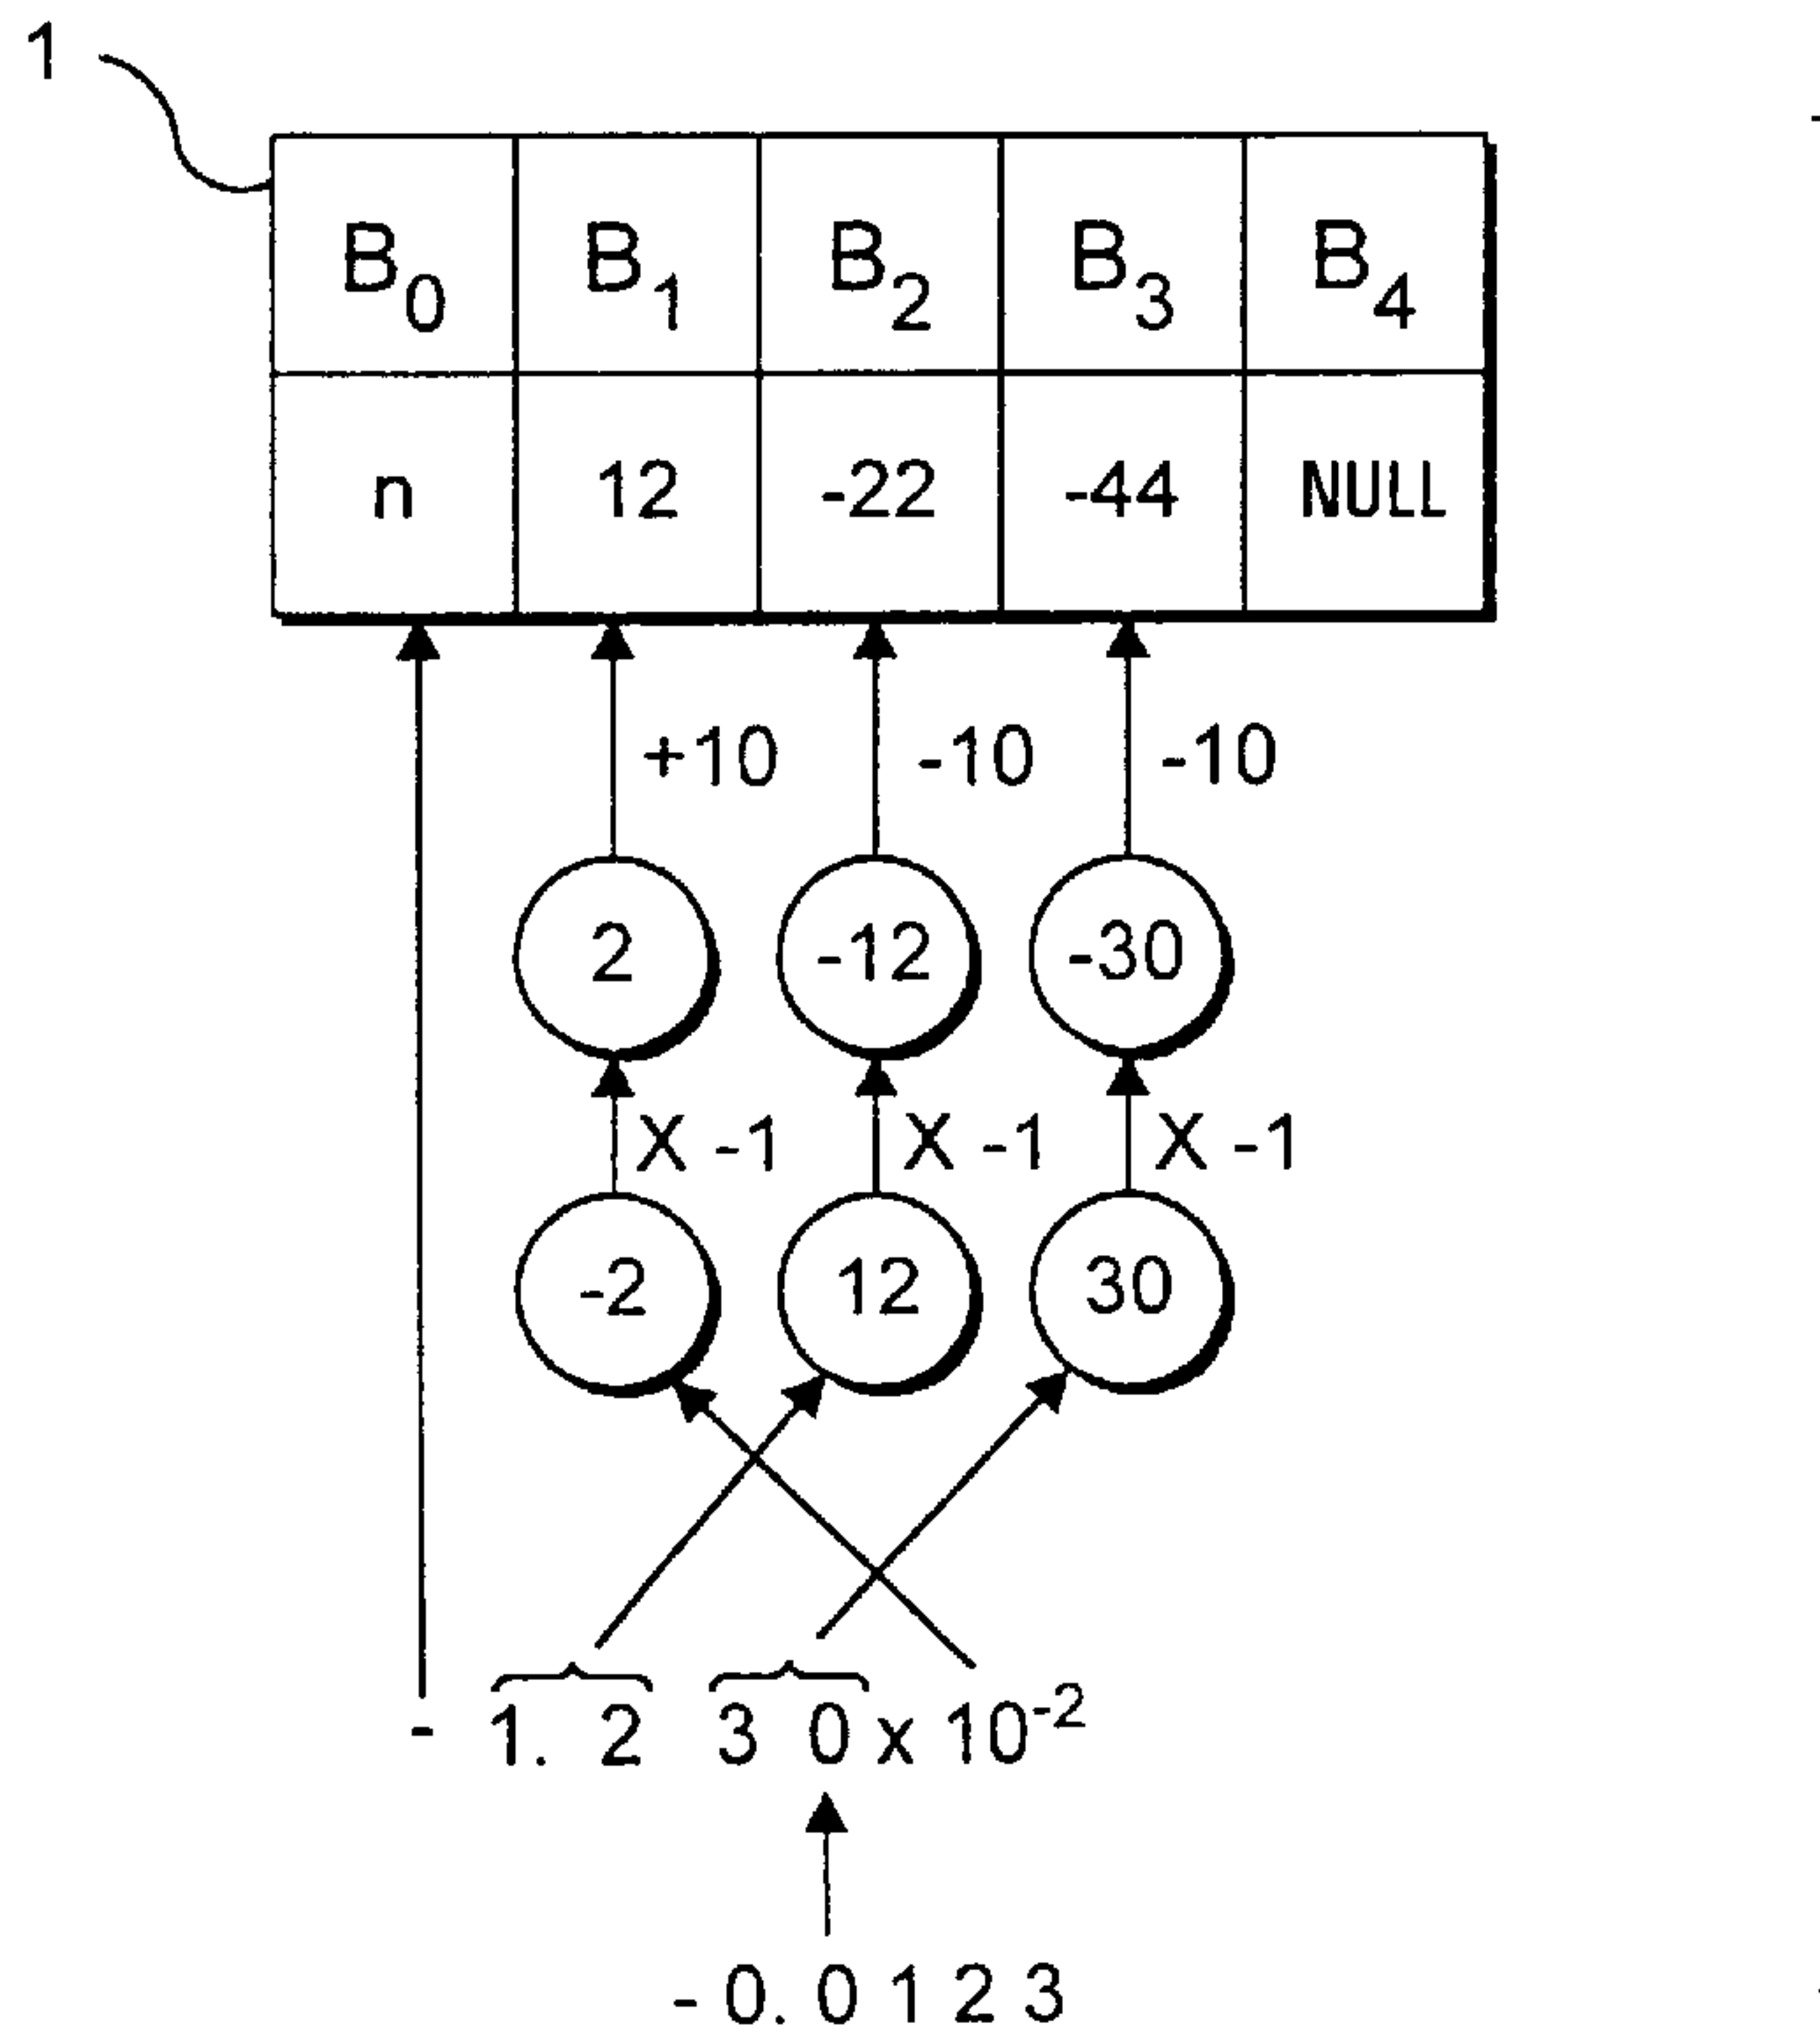 1
B0 B1 B2 B3 B4
n 12 -22 -44 NULL
+10 -10 -10
2 -12 -30
X -1 X -1 X -1
-2 12 30
- 1. 2 3 0 x 10-2
- 0. 0 1 2 3